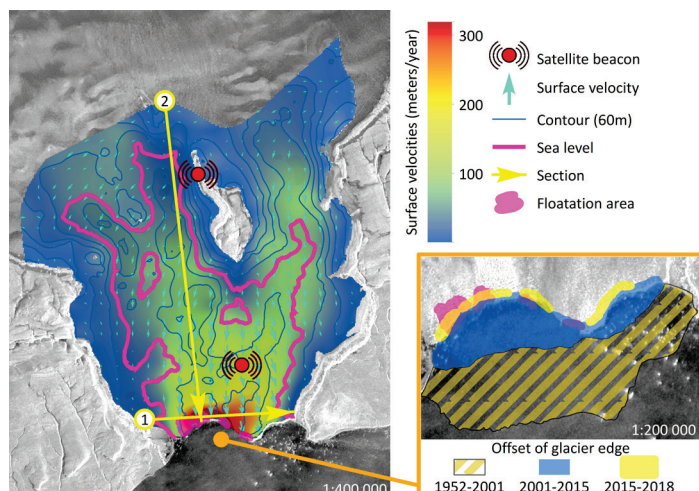 2
1
1:400 000
Surface velocities (meters/year)
300
200
100
Satellite beacon
Surface velocity
Contour (60m)
Sea level
Section
Floatation area
1:200 000
Offset of glacier edge
1952-2001 2001-2015 2015-2018